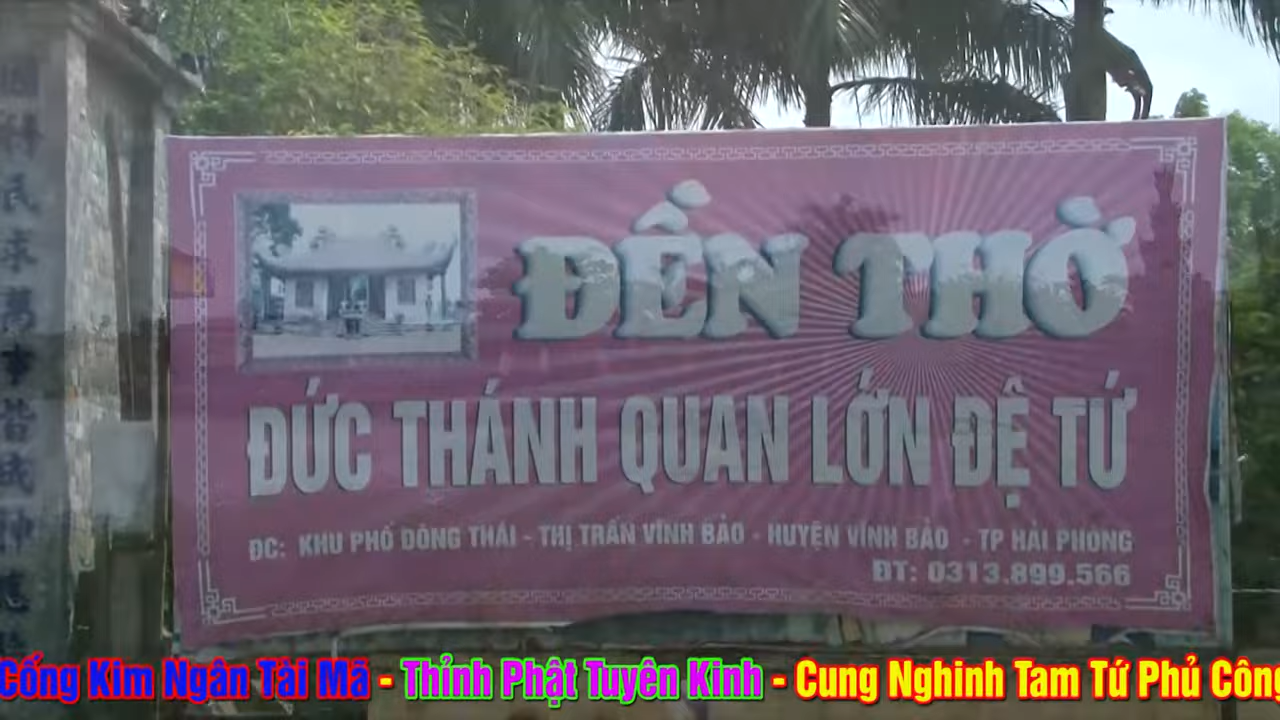 ĐỀN THỜ
ĐỨC THÁNH QUAN LỚN ĐỆ TỨ
ĐC: KHU PHỐ ĐÔNG THÁI - THỊ TRẤN VĨNH BẢO - HUYỆN VĨNH BẢO - TP HẢI PHÒNG
ĐT: 0313.899.566
Cống Kim Ngân Tài Mã - Thỉnh Phật Tuyên Kinh - Cung Nghinh Tam Tứ Phủ Công